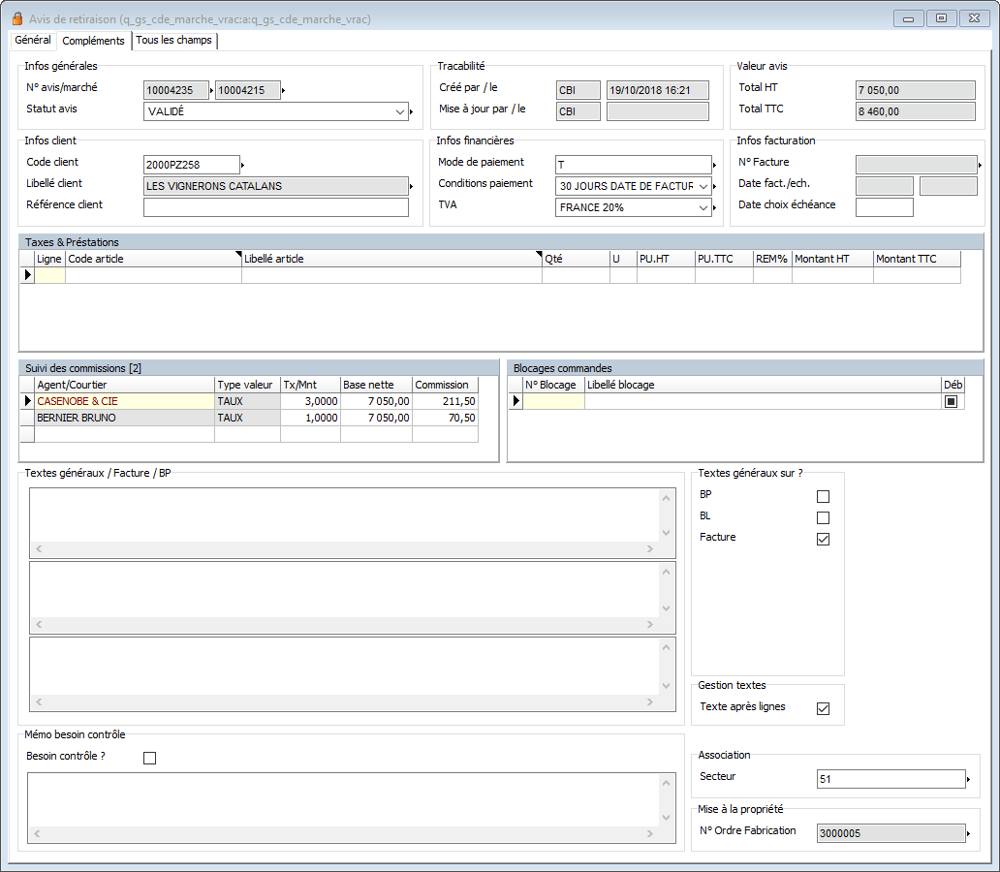 Avis de retiraison (q_gs_cde_marche_vrac:a:q_gs_cde_marche_vrac)
Général Compléments Tous les champs
Infos générales
N° avis/marché 10004235 10004215
Statut avis VALIDÉ
Tracabilité
Créé par / le CBI 19/10/2018 16:21
Mise à jour par / le CBI
Valeur avis
Total HT 7 050,00
Total TTC 8 460,00
Infos client
Code client 2000PZ258
Libellé client LES VIGNERONS CATALANS
Référence client
Infos financières
Mode de paiement T
Conditions paiement 30 JOURS DATE DE FACTUR
TVA FRANCE 20%
Infos facturation
N° Facture
Date fact./ech.
Date choix échéance
Taxes & Préstations
Ligne Code article Libellé article Qté U PU.HT PU.TTC REM% Montant HT Montant TTC
Suivi des commissions [2]
Agent/Courtier Type valeur Tx/Mnt Base nette Commission
CASENOBE & CIE TAUX 3,0000 7 050,00 211,50
BERNIER BRUNO TAUX 1,0000 7 050,00 70,50
Blocages commandes
N° Blocage Libellé blocage Déb
Textes généraux / Facture / BP
Textes généraux sur ?
BP
BL
Facture
Gestion textes
Texte après lignes
Mémo besoin contrôle
Besoin contrôle ?
Association
Secteur 51
Mise à la propriété
N° Ordre Fabrication 3000005